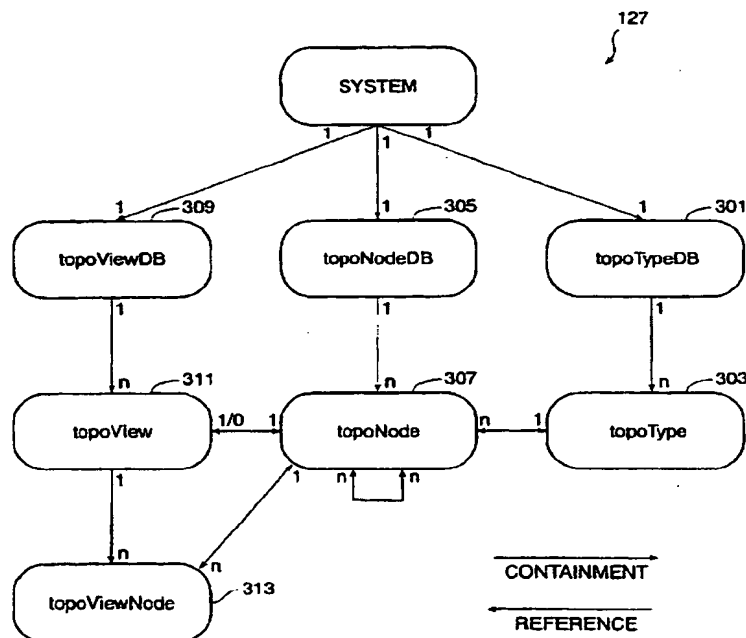 127
SYSTEM
1 1 1
1 309 1 305 1 301
topoViewDB topoNodeDB topoTypeDB
1 1 1
n 311 n 307 n 303
topoView 1/0 1 topoNode n 1 topoType
1 1 n n
n n
topoViewNode 313
CONTAINMENT
REFERENCE